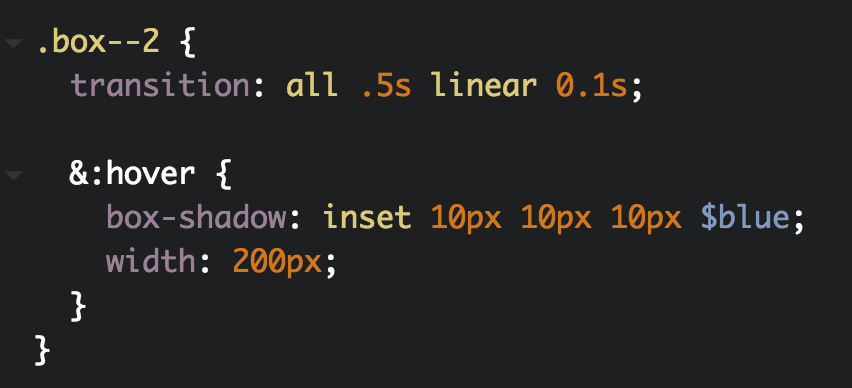 .box--2 {
transition: all .5s linear 0.1s;
&:hover {
box-shadow: inset 10px 10px 10px $blue;
width: 200px;
}
}